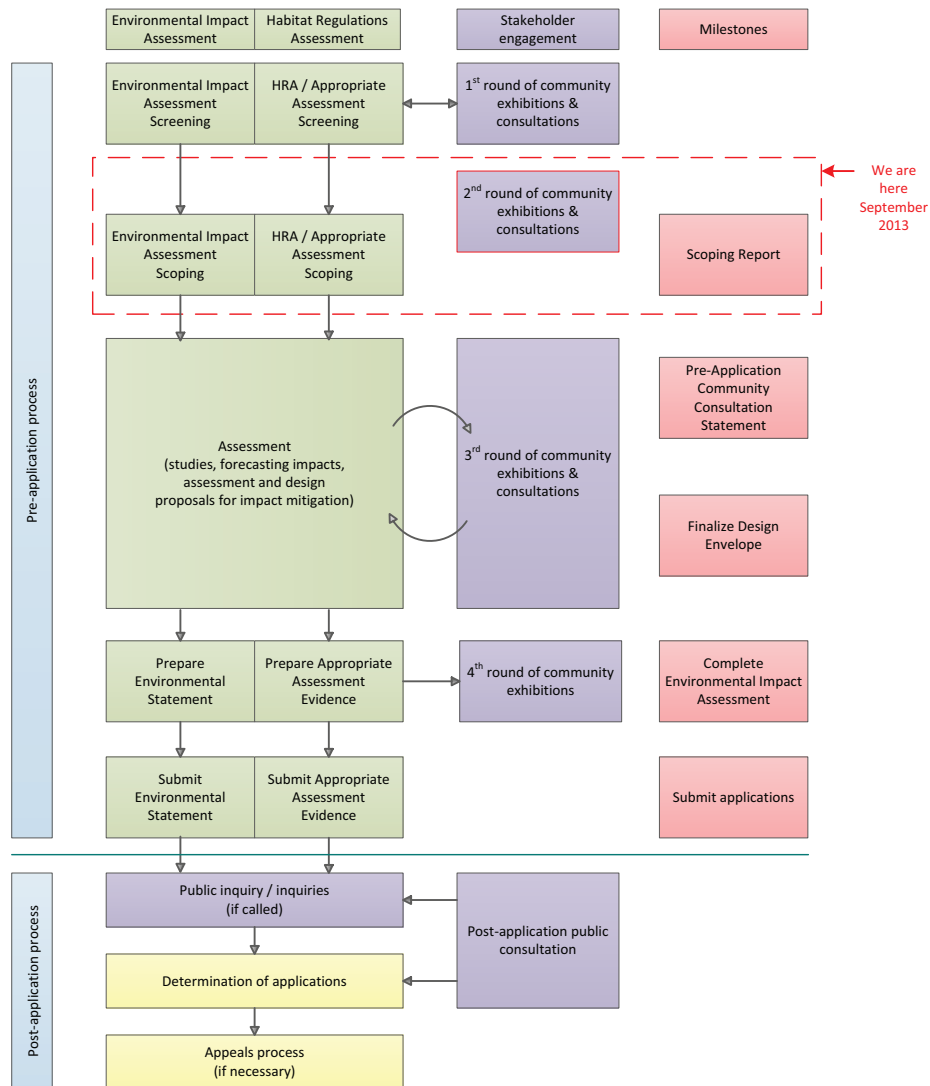 Environmental Impact
Assessment
Habitat Regulations
Assessment
Stakeholder
engagement
Milestones
Pre-application process
Environmental Impact
Assessment
Screening
HRA / Appropriate
Assessment
Screening
1st round of community
exhibitions &
consultations
2nd round of community
exhibitions &
consultations
We are
here
September
2013
Environmental Impact
Assessment
Scoping
HRA / Appropriate
Assessment
Scoping
Scoping Report
Assessment
(studies, forecasting impacts,
assessment and design
proposals for impact mitigation)
3rd round of community
exhibitions &
consultations
Pre-Application
Community
Consultation
Statement
Finalize Design
Envelope
Prepare
Environmental
Statement
Prepare Appropriate
Assessment
Evidence
4th round of community
exhibitions
Complete
Environmental Impact
Assessment
Submit
Environmental
Statement
Submit Appropriate
Assessment
Evidence
Submit applications
Post-application process
Public inquiry / inquiries
(if called)
Post-application public
consultation
Determination of applications
Appeals process
(if necessary)